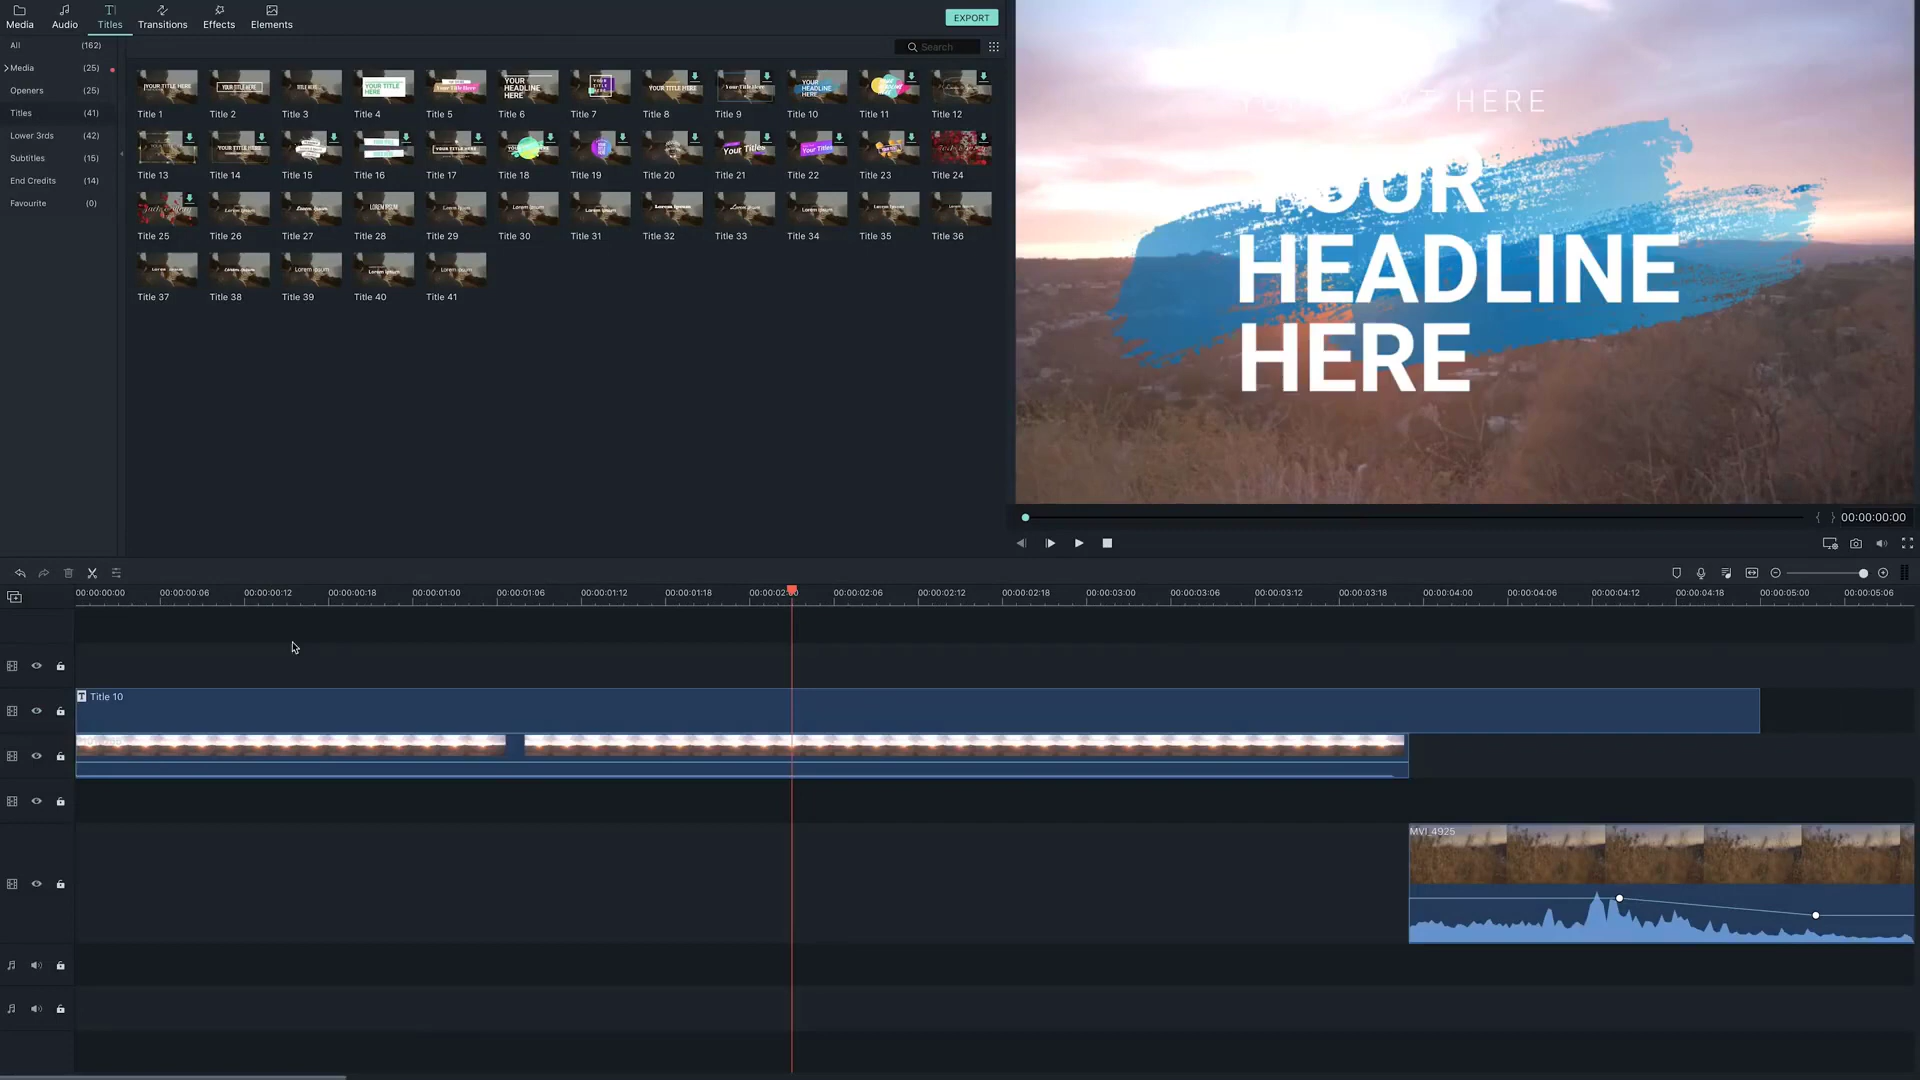 Media Audio Titles Transitions Effects Elements EXPORT
All (162)
Search
Media (25)
Openers (25)
Titles (41)
Lower 3rds (42)
Subtitles (15)
End Credits (14)
Favourite (0)
Title 1 Title 2 Title 3 Title 4 Title 5 Title 6 Title 7 Title 8 Title 9 Title 10 Title 11 Title 12
Title 13 Title 14 Title 15 Title 16 Title 17 Title 18 Title 19 Title 20 Title 21 Title 22 Title 23 Title 24
Title 25 Title 26 Title 27 Title 28 Title 29 Title 30 Title 31 Title 32 Title 33 Title 34 Title 35 Title 36
Title 37 Title 38 Title 39 Title 40 Title 41
HERE
YOUR
HEADLINE
HERE
00:00:00:00
00:00:00:00 00:00:00:06 00:00:00:12 00:00:00:18 00:00:01:00 00:00:01:06 00:00:01:12 00:00:01:18 00:00:02:00 00:00:02:06 00:00:02:12 00:00:02:18 00:00:03:00 00:00:03:06 00:00:03:12 00:00:03:18 00:00:04:00 00:00:04:06 00:00:04:12 00:00:04:18 00:00:05:00 00:00:05:06
T Title 10
MVI_4925